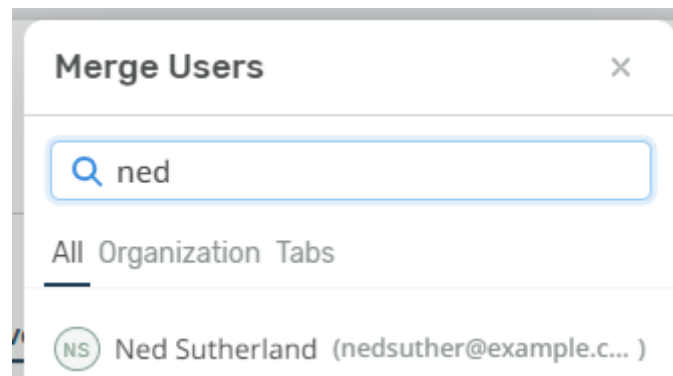 Merge Users
ned
All Organization Tabs
NS Ned Sutherland (nedsuther@example.c... )